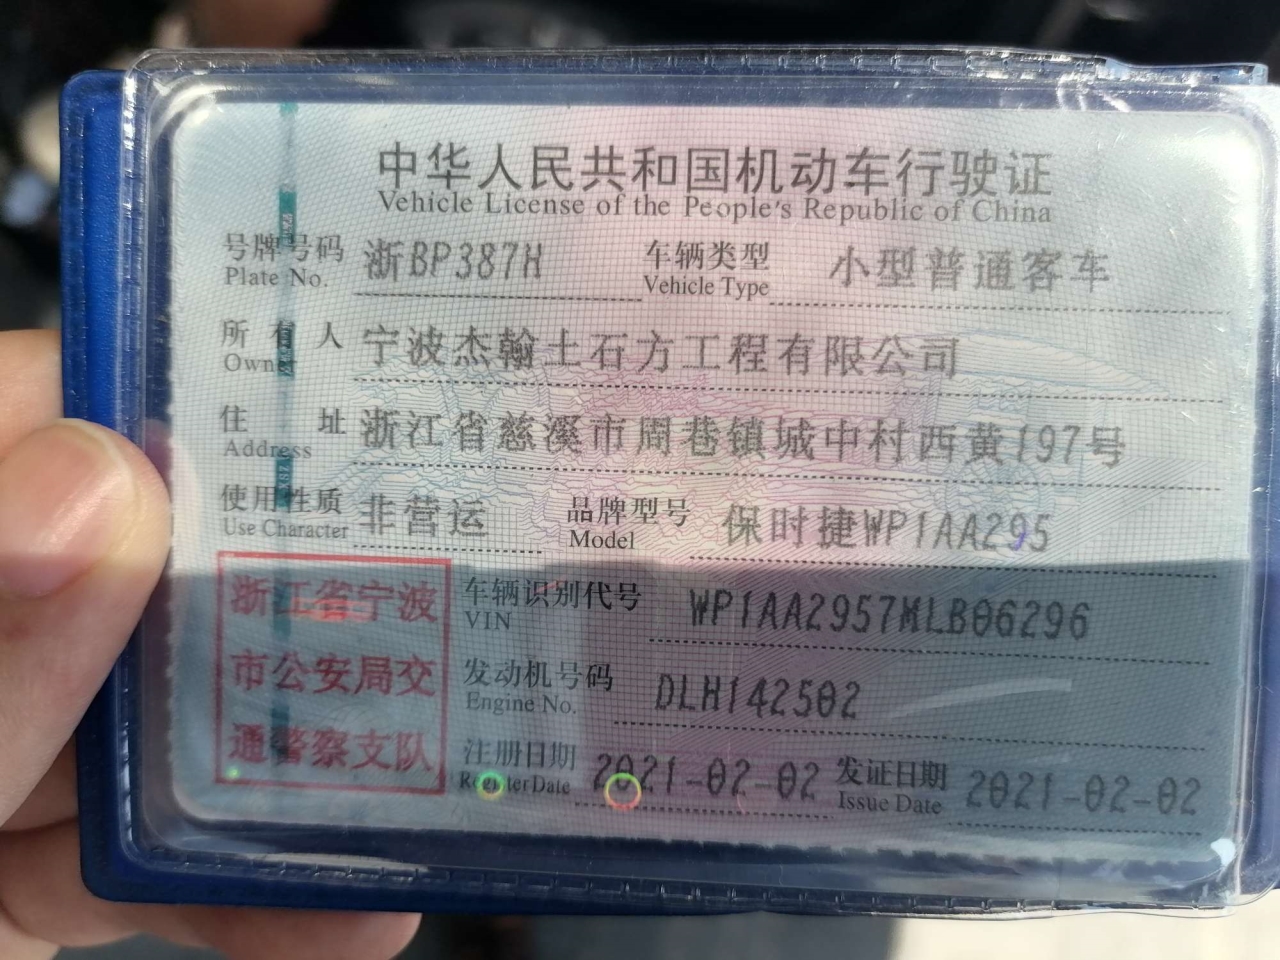 中华人民共和国机动车行驶证
Vehicle License of the People's Republic of China
号牌号码 浙BP387H 车辆类型 小型普通客车
Plate No. Vehicle Type
所有人 宁波杰翰土石方工程有限公司
Owner
住址 浙江省慈溪市周巷镇城中村西黄197号
Address
使用性质 非营运 品牌型号 保时捷WP1AA295
Use Character Model
浙江省宁波
市公安局交
通警察支队
车辆识别代号 WP1AA2957MLB06296
VIN
发动机号码 DLH142502
Engine No.
注册日期 2021-02-02 发证日期 2021-02-02
Register Date Issue Date